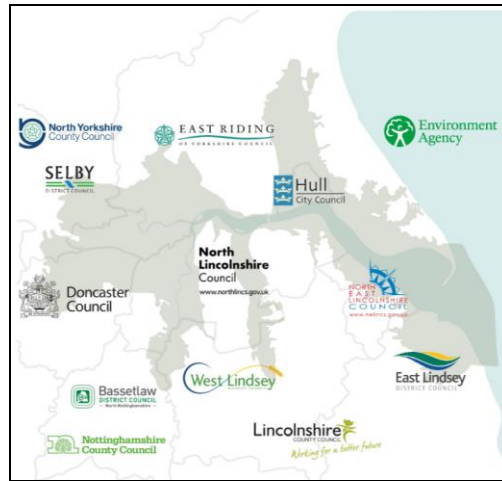 North Yorkshire
County Council
EAST RIDING
OF YORKSHIRE COUNCIL
Environment
Agency
SELBY
DISTRICT COUNCIL
Hull
City Council
North
Lincolnshire
Council
www.northlincs.gov.uk
Doncaster
Council
NORTH
EAST
LINCOLNSHIRE
COUNCIL
www.nelincs.gov.uk
West Lindsey
East Lindsey
DISTRICT COUNCIL
Bassetlaw
DISTRICT COUNCIL
North Nottinghamshire
Nottinghamshire
County Council
Lincolnshire
COUNTY COUNCIL
Working for a better future